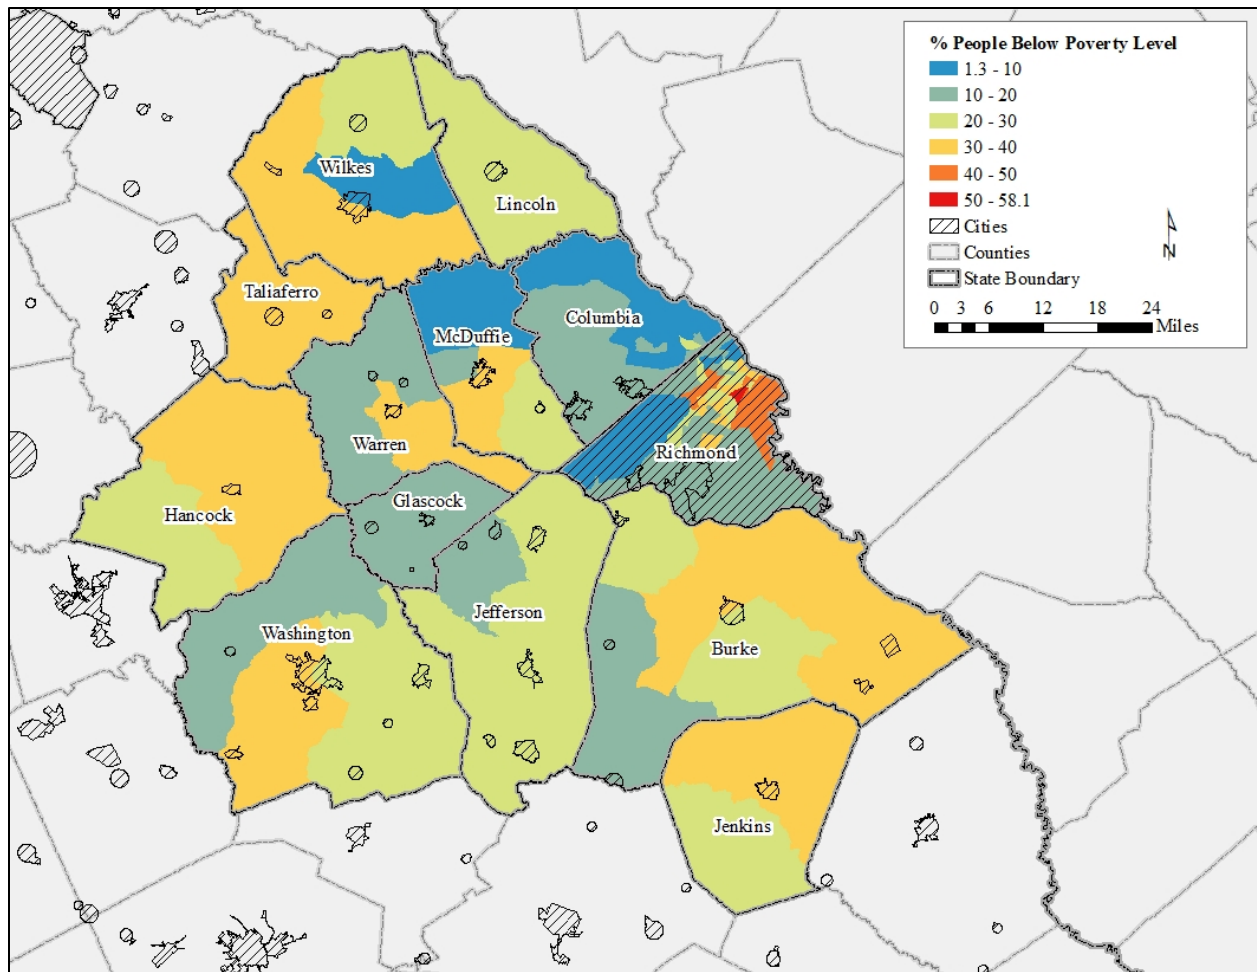 % People Below Poverty Level
1.3 - 10
10 - 20
20 - 30
30 - 40
40 - 50
50 - 58.1
Cities
Counties
State Boundary
N
0 3 6 12 18 24
Miles
Wilkes
Lincoln
Taliaferro
McDuffie
Columbia
Warren
Richmond
Glascock
Hancock
Jefferson
Washington
Burke
Jenkins